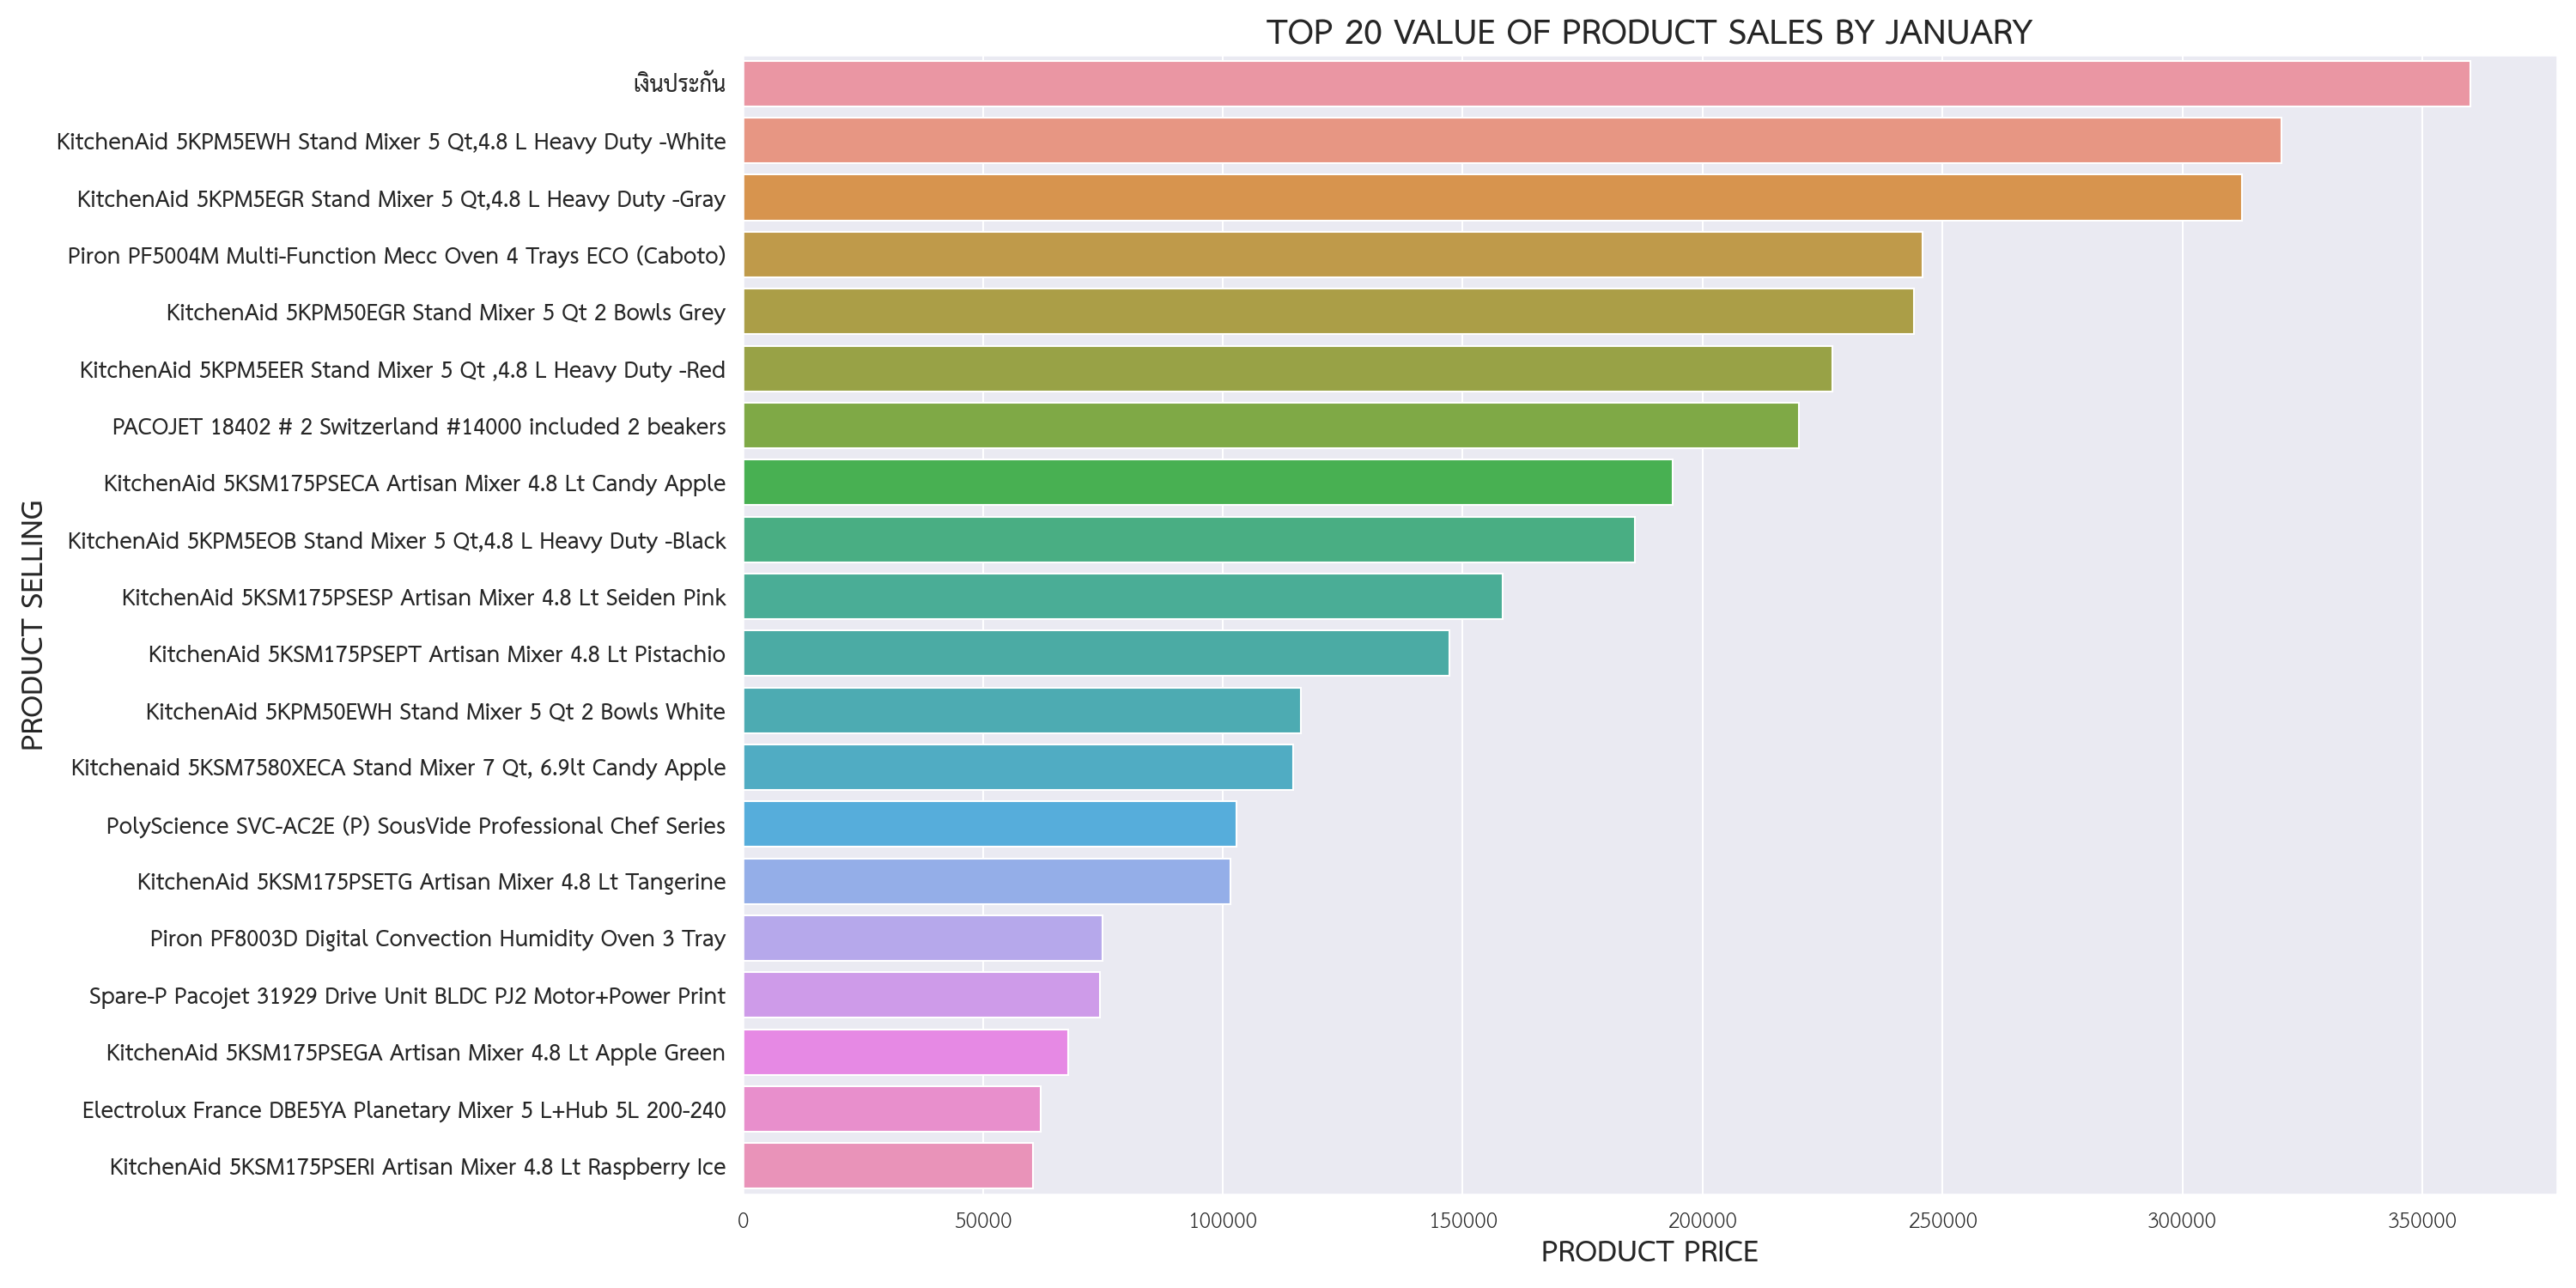 TOP 20 VALUE OF PRODUCT SALES BY JANUARY
PRODUCT SELLING
เงินประกัน
KitchenAid 5KPM5EWH Stand Mixer 5 Qt,4.8 L Heavy Duty -White
KitchenAid 5KPM5EGR Stand Mixer 5 Qt,4.8 L Heavy Duty -Gray
Piron PF5004M Multi-Function Mecc Oven 4 Trays ECO (Caboto)
KitchenAid 5KPM50EGR Stand Mixer 5 Qt 2 Bowls Grey
KitchenAid 5KPM5EER Stand Mixer 5 Qt ,4.8 L Heavy Duty -Red
PACOJET 18402 # 2 Switzerland #14000 included 2 beakers
KitchenAid 5KSM175PSECA Artisan Mixer 4.8 Lt Candy Apple
KitchenAid 5KPM5EOB Stand Mixer 5 Qt,4.8 L Heavy Duty -Black
KitchenAid 5KSM175PSESP Artisan Mixer 4.8 Lt Seiden Pink
KitchenAid 5KSM175PSEPT Artisan Mixer 4.8 Lt Pistachio
KitchenAid 5KPM50EWH Stand Mixer 5 Qt 2 Bowls White
Kitchenaid 5KSM7580XECA Stand Mixer 7 Qt, 6.9lt Candy Apple
PolyScience SVC-AC2E (P) SousVide Professional Chef Series
KitchenAid 5KSM175PSETG Artisan Mixer 4.8 Lt Tangerine
Piron PF8003D Digital Convection Humidity Oven 3 Tray
Spare-P Pacojet 31929 Drive Unit BLDC PJ2 Motor+Power Print
KitchenAid 5KSM175PSEGA Artisan Mixer 4.8 Lt Apple Green
Electrolux France DBE5YA Planetary Mixer 5 L+Hub 5L 200-240
KitchenAid 5KSM175PSERI Artisan Mixer 4.8 Lt Raspberry Ice
0 50000 100000 150000 200000 250000 300000 350000
PRODUCT PRICE